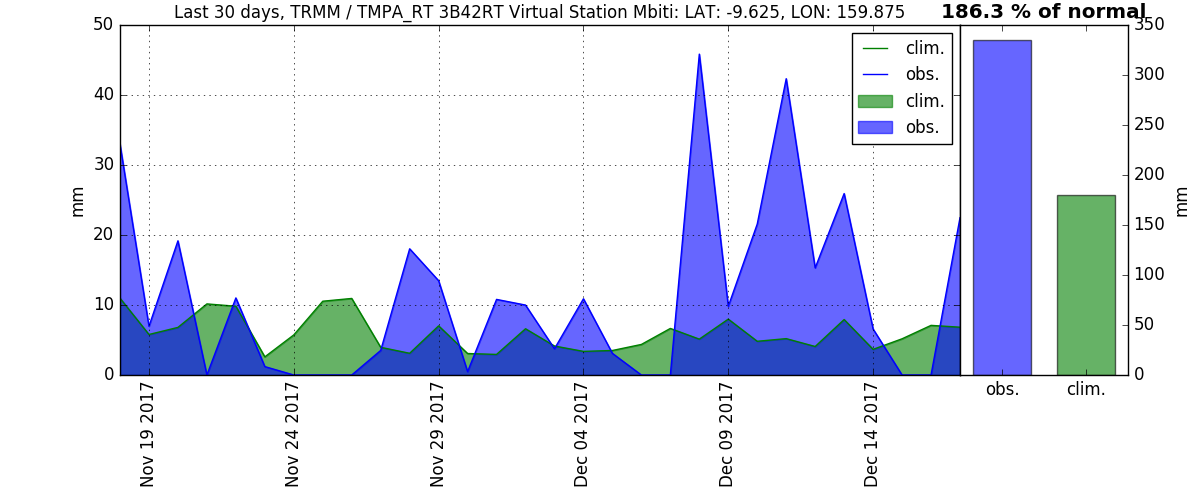 Last 30 days, TRMM / TMPA_RT 3B42RT Virtual Station Mbiti: LAT: -9.625, LON: 159.875
186.3 % of normal
50
40
30
20
10
0
mm
clim.
obs.
clim.
obs.
Nov 19 2017
Nov 24 2017
Nov 29 2017
Dec 04 2017
Dec 09 2017
Dec 14 2017
350
300
250
200
150
100
50
0
mm
obs.
clim.